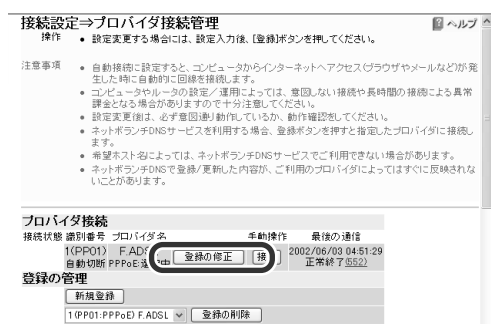 接続設定⇒プロバイダ接続管理
ヘルプ
操作
• 設定変更する場合には、設定入力後、[登録]ボタンを押してください。
注意事項
• 自動接続に設定すると、コンピュータからインターネットへアクセス(ブラウザやメールなど)が発
生した時に自動的に回線を接続します。
• コンピュータやルータの設定/運用によっては、意図しない接続や長時間の接続による異常
課金となる場合がありますので十分注意してください。
• 設定変更後は、必ず意図通り動作しているか、動作確認をしてください。
• ネットボランチDNSサービスを利用する場合、登録ボタンを押すと指定したプロバイダに接続し
ます。
• 希望ホスト名によっては、ネットボランチDNSサービスでご利用できない場合があります。
• ネットボランチDNSで登録/更新した内容が、ご利用のプロバイダによってはすぐに反映されな
いことがあります。
プロバイダ接続
接続状態 識別番号 プロバイダ名 手動操作 最後の通信
1(PP01) F.ADS 登録の修正 接 2002/06/03 04:51:29
自動切断 PPPoE: 正常終了(552)
登録の管理
新規登録
1(PP01:PPPoE) F.ADSL 登録の削除